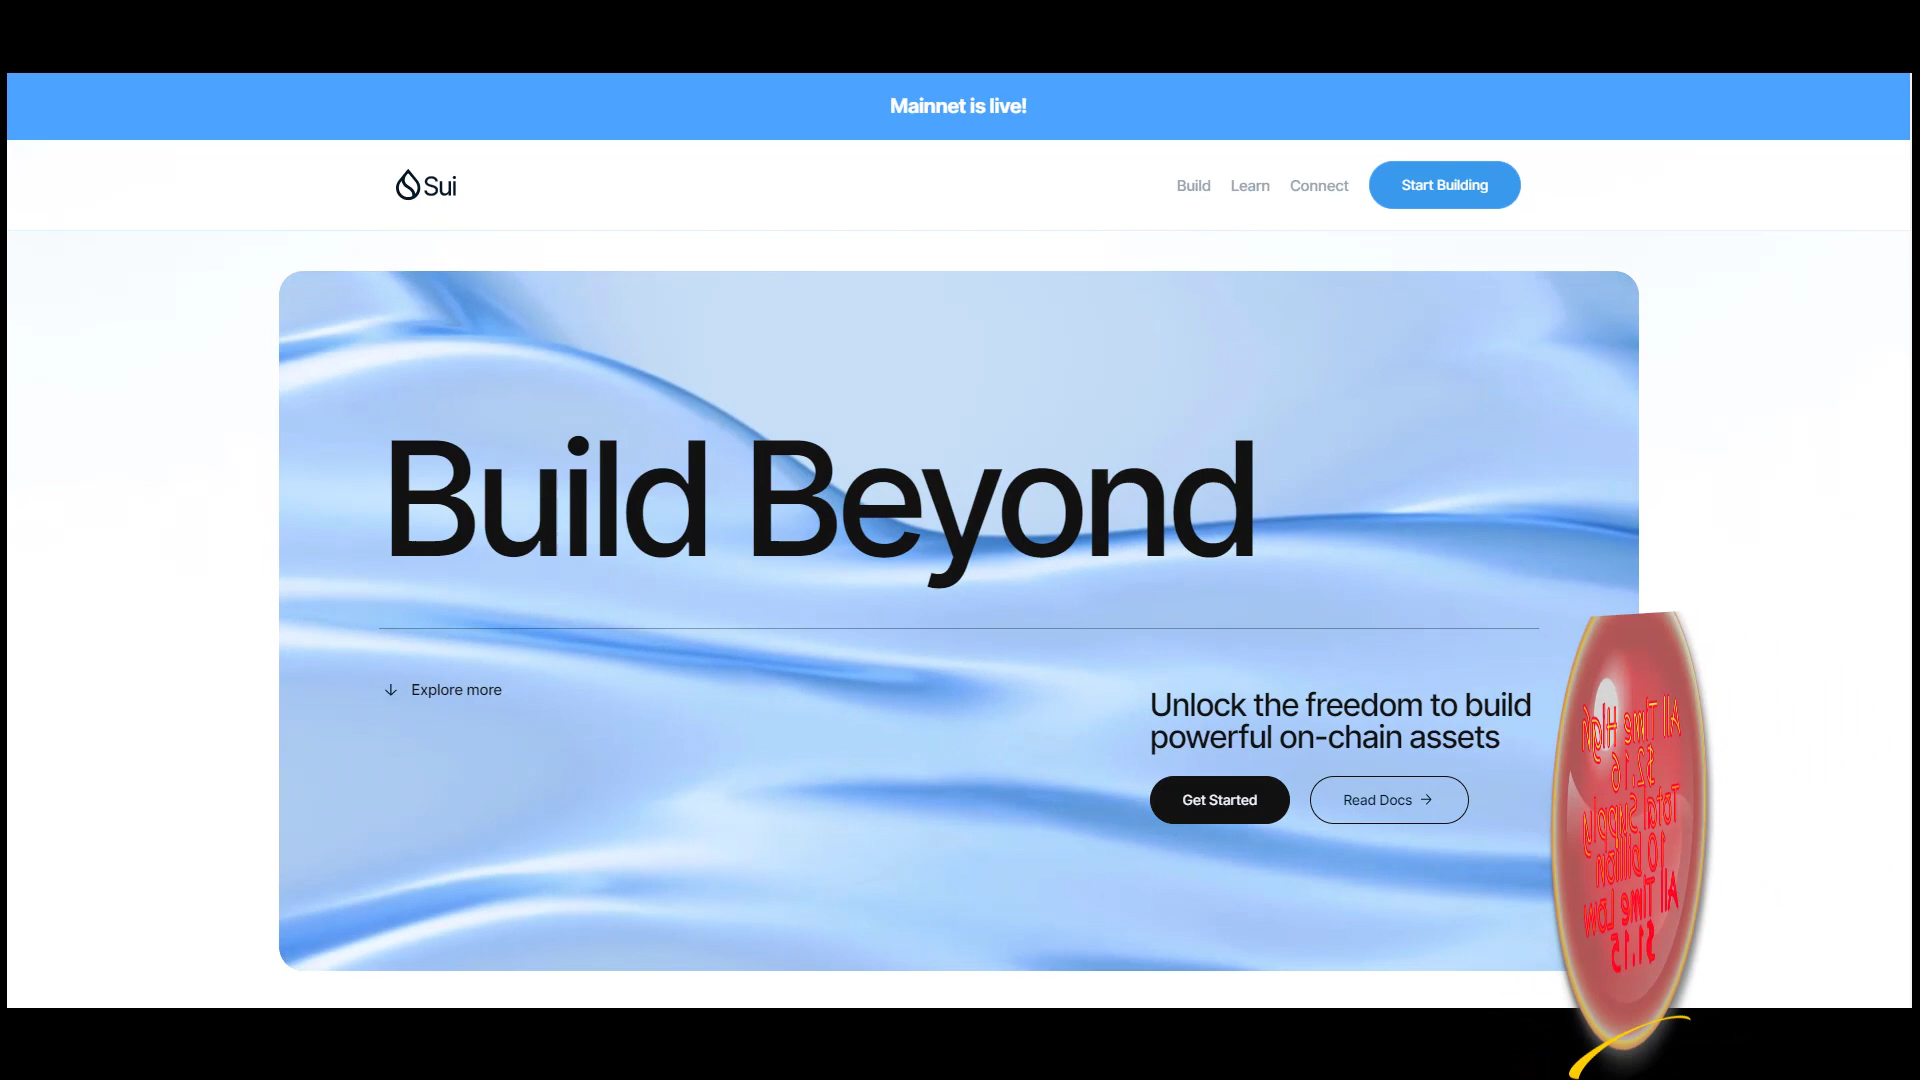 Mainnet is live!
Sui
Build
Learn
Connect
Start Building
Build Beyond
Explore more
Unlock the freedom to build
powerful on-chain assets
Get Started
Read Docs
All Time High
$2.16
Total Supply
10 billion
All Time Low
$1.15